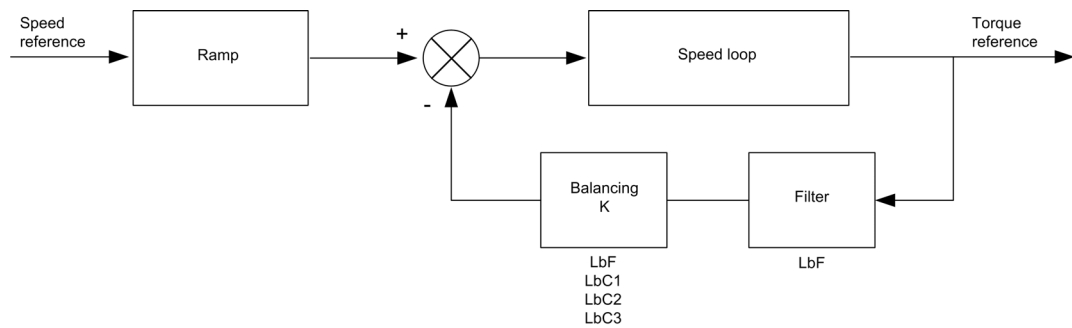 Speed
reference
Ramp
+
-
Speed loop
Torque
reference
Balancing
K
Filter
LbF
LbC1
LbC2
LbC3
LbF